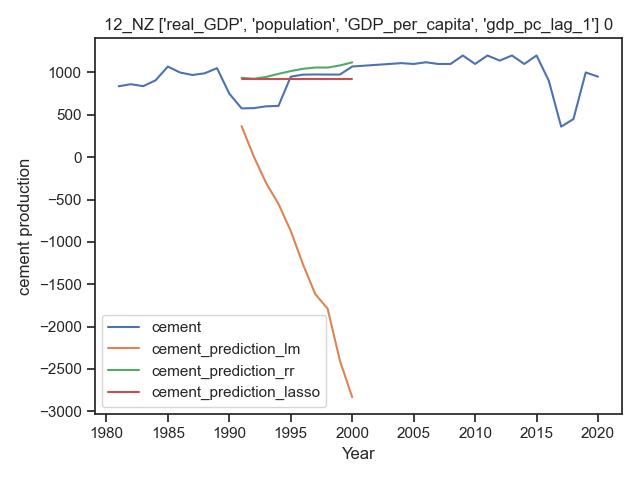 12_NZ ['real_GDP', 'population', 'GDP_per_capita', 'gdp_pc_lag_1'] 0
cement production
1000
500
0
−500
−1000
−1500
−2000
−2500
−3000
cement
cement_prediction_lm
cement_prediction_rr
cement_prediction_lasso
1980 1985 1990 1995 2000 2005 2010 2015 2020
Year